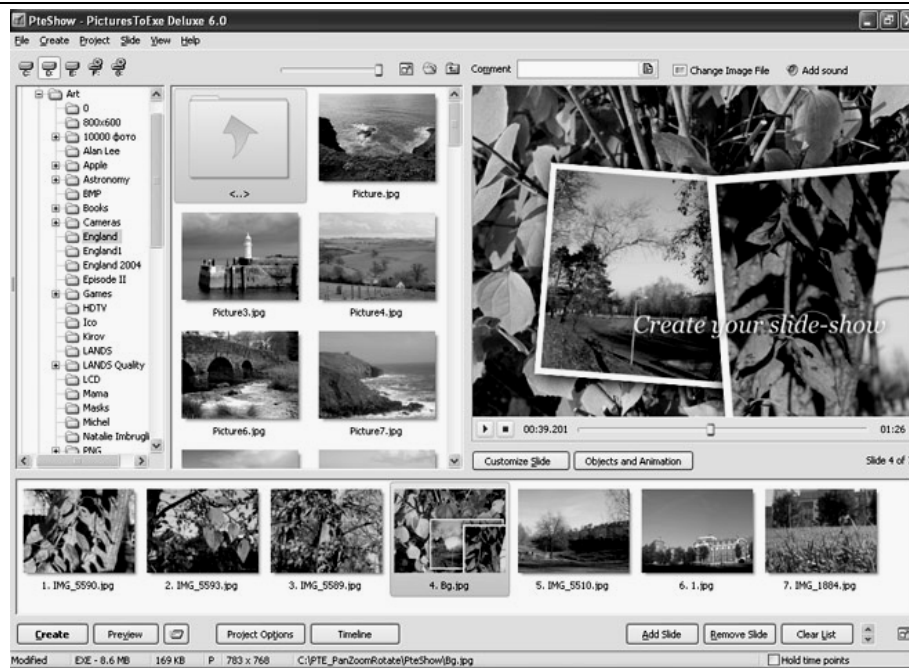 PteShow - PicturesToExe Deluxe 6.0
File Create Project Slide View Help
Comment Change Image File Add sound
Art
0
800x600
10000 фото
Alan Lee
Apple
Astronomy
BMP
Books
Cameras
England
England1
England 2004
Episode II
Games
HDTV
Ico
Kirov
LANDS
LANDS Quality
LCD
Mama
Masks
Michel
Natalie Imbrugli
PNG
<..>
Picture.jpg
Picture3.jpg
Picture4.jpg
Picture6.jpg
Picture7.jpg
Create your slide-show
00:39.201
01:26
Customize Slide Objects and Animation Slide 4 of
1. IMG_5590.jpg
2. IMG_5593.jpg
3. IMG_5589.jpg
4. Bg.jpg
5. IMG_5510.jpg
6. 1.jpg
7. IMG_1884.jpg
Create Preview Project Options Timeline Add Slide Remove Slide Clear List
Modified EXE - 8.6 MB 169 KB P 783 x 768 C:\PTE_PanZoomRotate\PteShow\Bg.jpg Hold time points